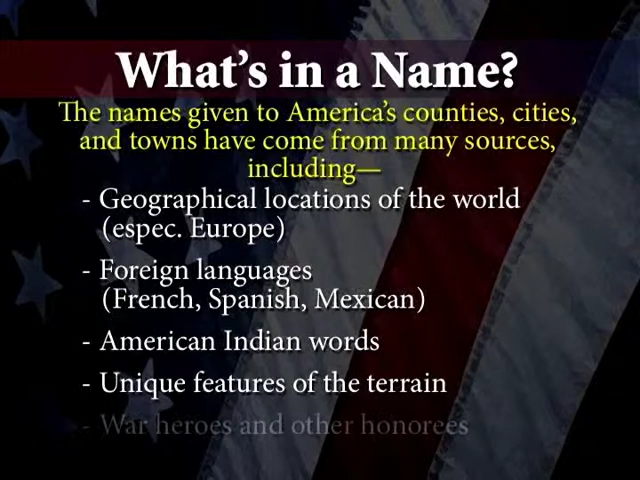 What's in a Name?
The names given to America's counties, cities,
and towns have come from many sources,
including—
- Geographical locations of the world
(espec. Europe)
- Foreign languages
(French, Spanish, Mexican)
- American Indian words
- Unique features of the terrain
- War heroes and other honorees